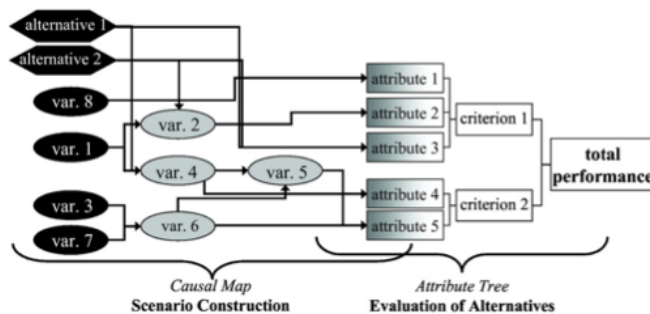 alternative 1
alternative 2
var. 8
var. 1
var. 3
var. 7
var. 2
var. 4
var. 5
var. 6
attribute 1
attribute 2
attribute 3
attribute 4
attribute 5
criterion 1
criterion 2
total
performance
Causal Map
Scenario Construction
Attribute Tree
Evaluation of Alternatives